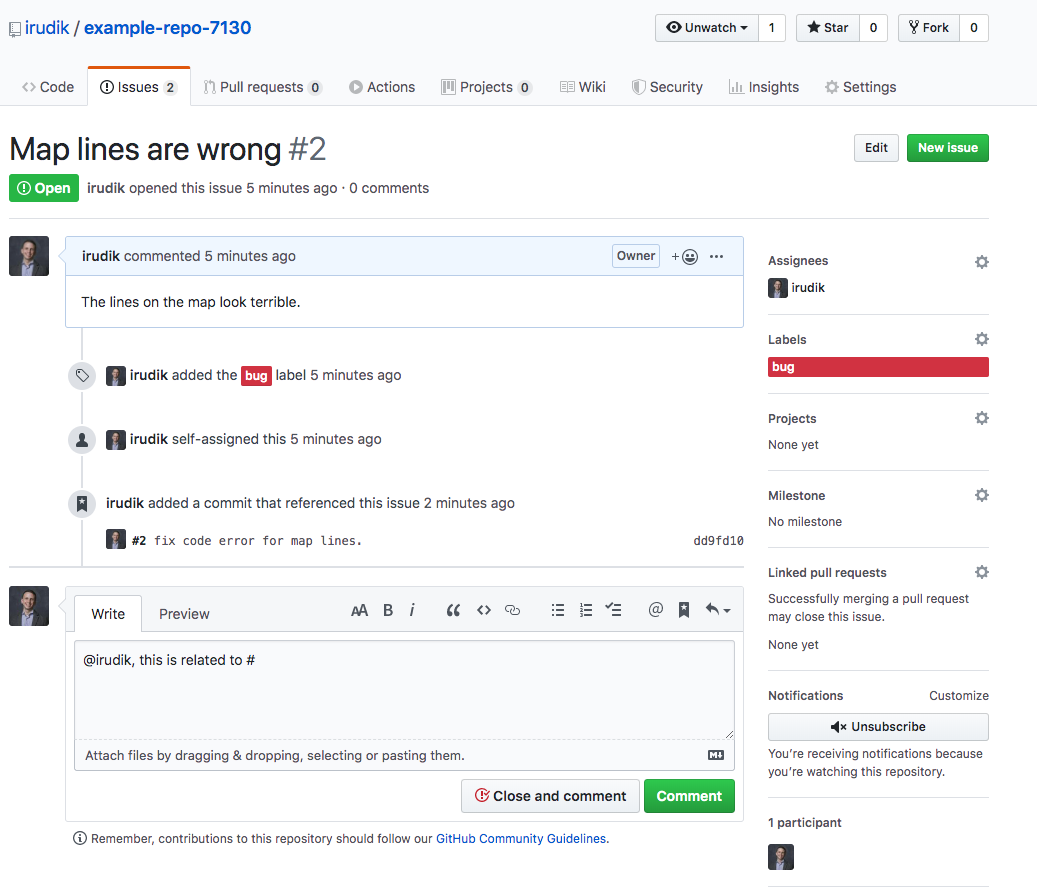 irudik / example-repo-7130
Unwatch 1 Star 0 Fork 0
Code Issues 2 Pull requests 0 Actions Projects 0 Wiki Security Insights Settings
Map lines are wrong #2
Edit New issue
Open irudik opened this issue 5 minutes ago · 0 comments
irudik commented 5 minutes ago Owner
The lines on the map look terrible.
irudik added the bug label 5 minutes ago
irudik self-assigned this 5 minutes ago
irudik added a commit that referenced this issue 2 minutes ago
#2 fix code error for map lines. dd9fd10
Write Preview AA B i
@irudik, this is related to #
Attach files by dragging & dropping, selecting or pasting them.
Close and comment Comment
Remember, contributions to this repository should follow our GitHub Community Guidelines.
Assignees
irudik
Labels
bug
Projects
None yet
Milestone
No milestone
Linked pull requests
Successfully merging a pull request
may close this issue.
None yet
Notifications Customize
Unsubscribe
You're receiving notifications because
you're watching this repository.
1 participant